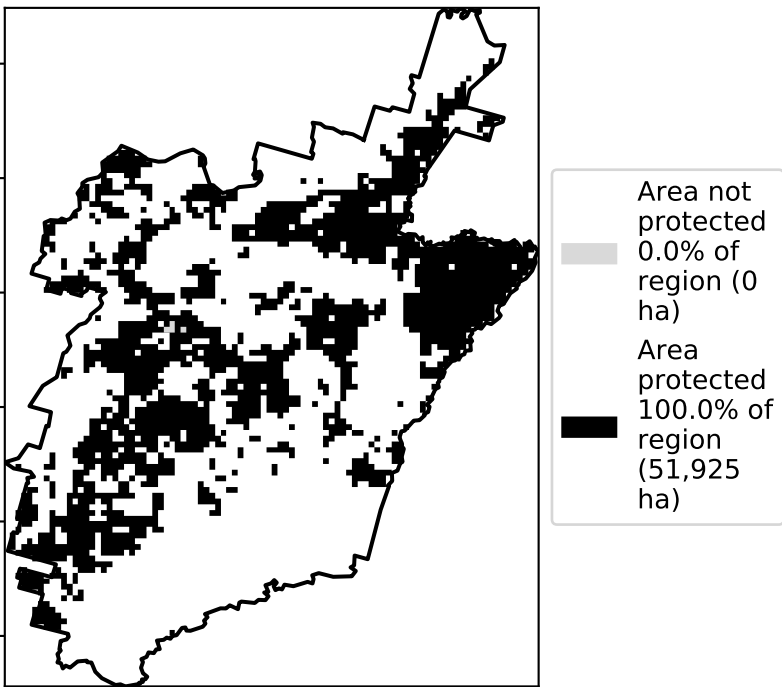 Area not
protected
0.0% of
region (0
ha)
Area
protected
100.0% of
region
(51,925
ha)